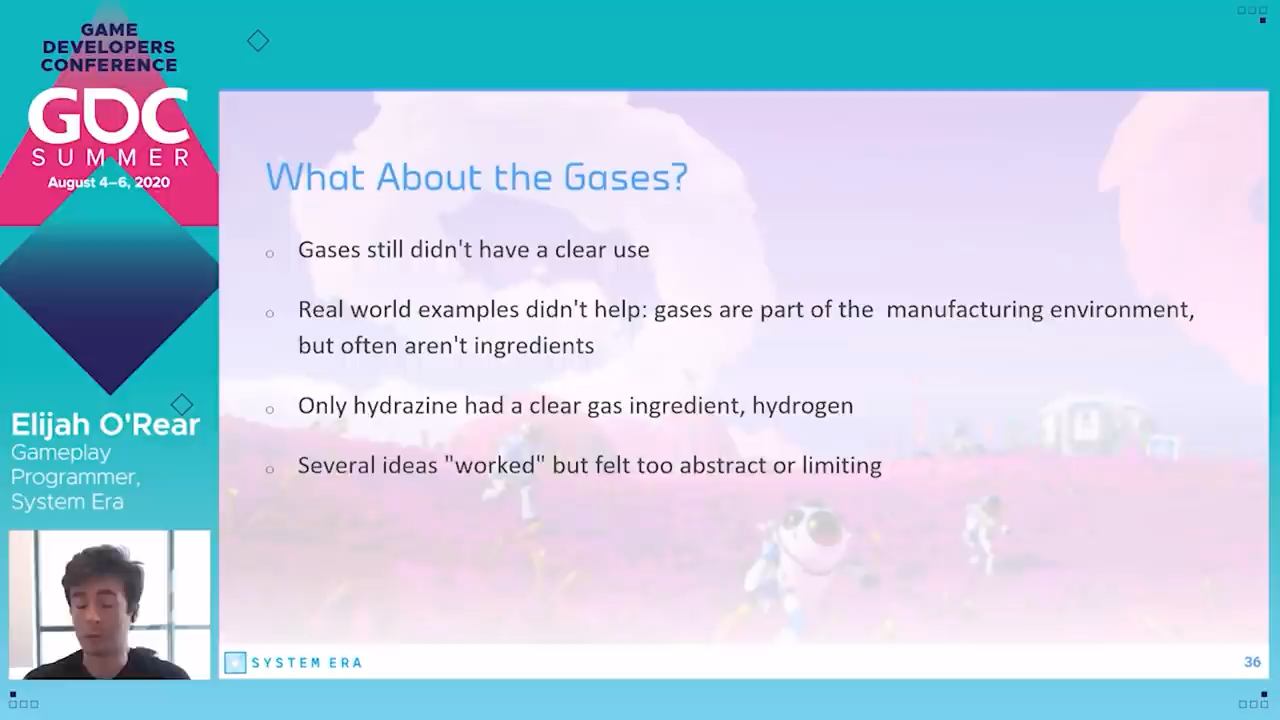 GAME
DEVELOPERS
CONFERENCE
GDC
SUMMER
August 4–6, 2020
Elijah O'Rear
Gameplay
Programmer,
System Era
What About the Gases?
Gases still didn't have a clear use
Real world examples didn't help: gases are part of the manufacturing environment,
but often aren't ingredients
Only hydrazine had a clear gas ingredient, hydrogen
Several ideas "worked" but felt too abstract or limiting
SYSTEM ERA
36